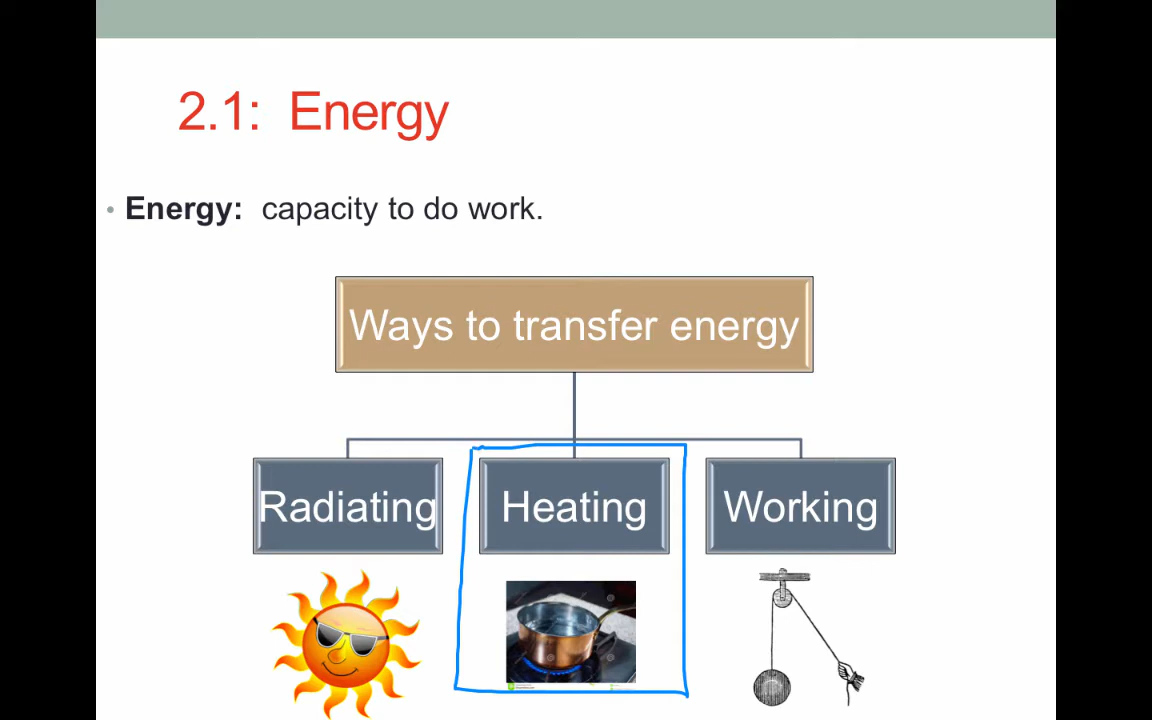 2.1: Energy
• Energy: capacity to do work.
Ways to transfer energy
Radiating
Heating
Working